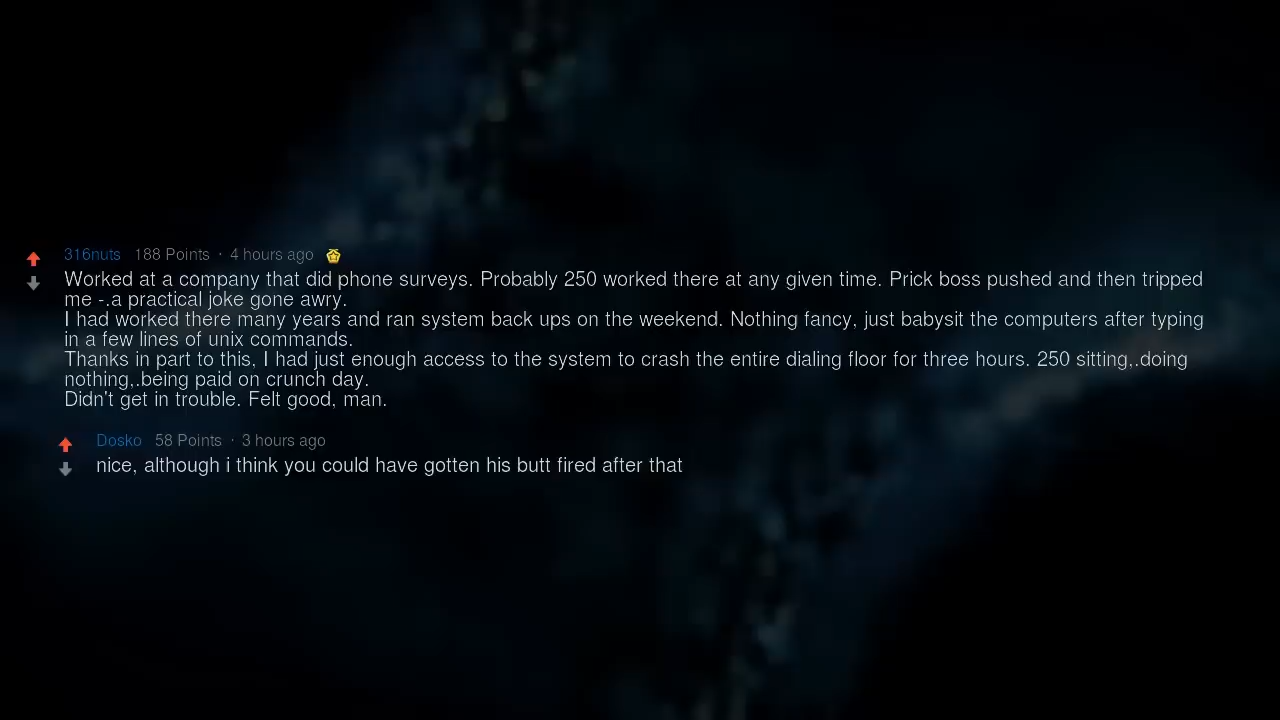 316nuts 188 Points · 4 hours ago
Worked at a company that did phone surveys. Probably 250 worked there at any given time. Prick boss pushed and then tripped
me -.a practical joke gone awry.
I had worked there many years and ran system back ups on the weekend. Nothing fancy, just babysit the computers after typing
in a few lines of unix commands.
Thanks in part to this, I had just enough access to the system to crash the entire dialing floor for three hours. 250 sitting,.doing
nothing,.being paid on crunch day.
Didn't get in trouble. Felt good, man.
Dosko 58 Points · 3 hours ago
nice, although i think you could have gotten his butt fired after that